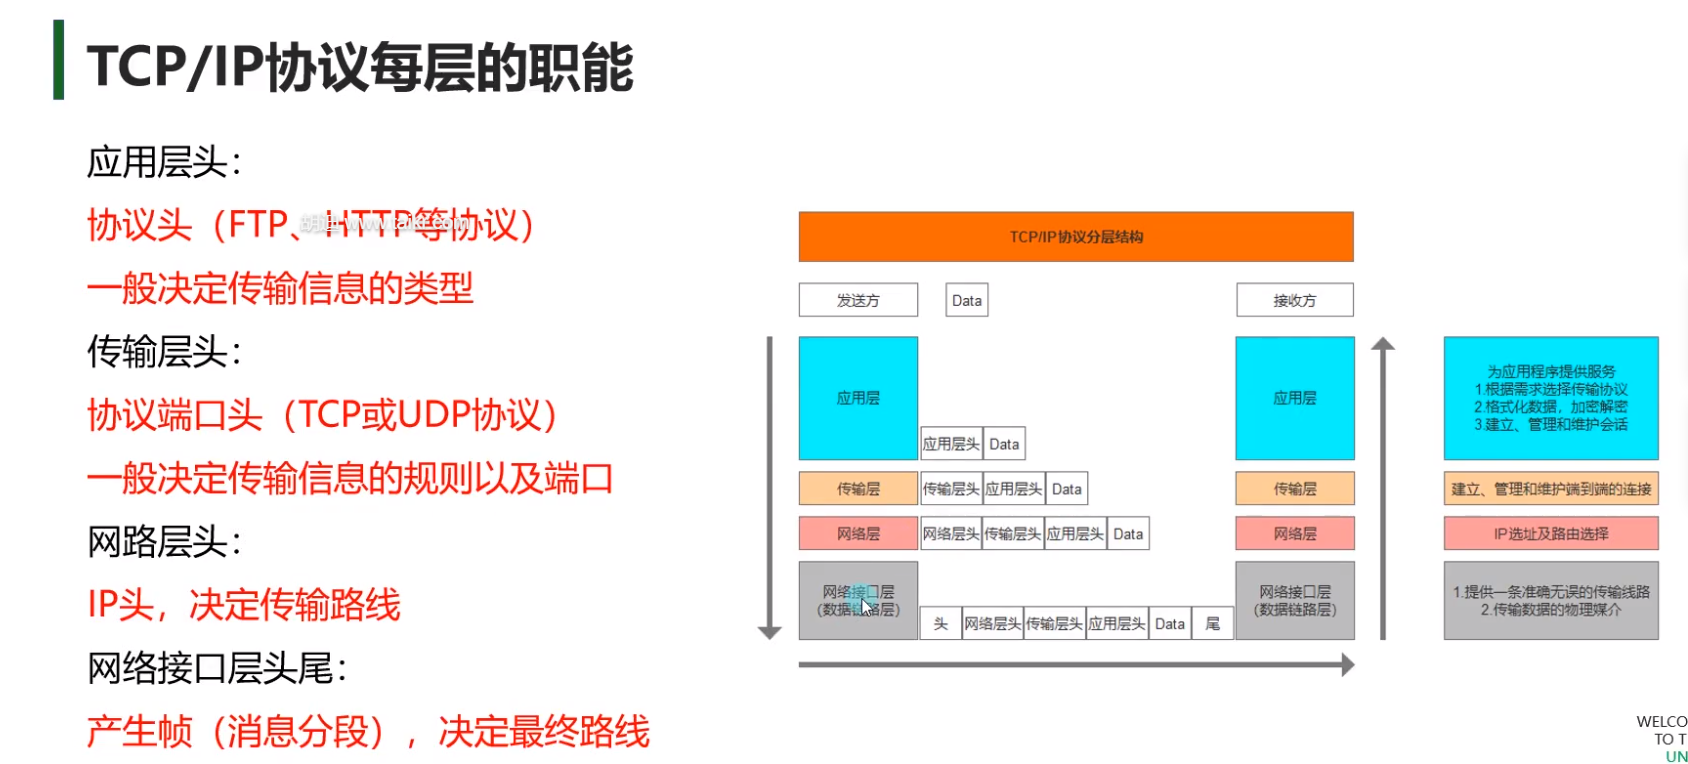 TCP/IP协议每层的职能
应用层头：
协议头（FTP、HTTP等协议）
www.taikr.com
一般决定传输信息的类型
传输层头：
协议端口头（TCP或UDP协议）
一般决定传输信息的规则以及端口
网路层头：
IP头，决定传输路线
网络接口层头尾：
产生帧（消息分段），决定最终路线
TCP/IP协议分层结构
发送方 Data 接收方
应用层
应用层头 Data
应用层
传输层 传输层头 应用层头 Data 传输层
网络层 网络层头 传输层头 应用层头 Data 网络层
网络接口层
(数据链路层)
头 网络层头 传输层头 应用层头 Data 尾
网络接口层
(数据链路层)
为应用程序提供服务
1.根据需求选择传输协议
2.格式化数据，加密解密
3.建立、管理和维护会话
建立、管理和维护端到端的连接
IP选址及路由选择
1.提供一条准确无误的传输线路
2.传输数据的物理媒介
WELCO
TO T
UN